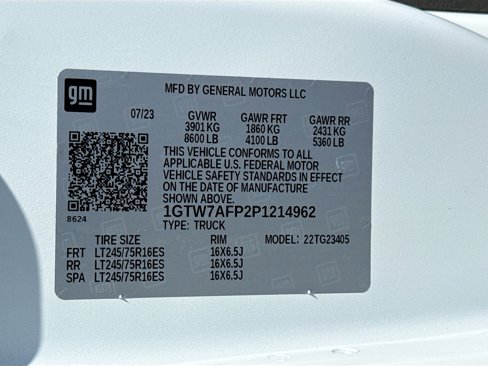 gm
MFD BY GENERAL MOTORS LLC
07/23 GVWR GAWR FRT GAWR RR
3901 KG 1860 KG 2431 KG
8600 LB 4100 LB 5360 LB
THIS VEHICLE CONFORMS TO ALL
APPLICABLE U.S. FEDERAL MOTOR
VEHICLE SAFETY STANDARDS IN EFFECT
ON THE DATE OF MANUFACTURE
SHOWN ABOVE.
8624
1GTW7AFP2P1214962
TYPE: TRUCK
TIRE SIZE RIM MODEL: 22TG23405
FRT LT245/75R16ES 16X6.5J
RR LT245/75R16ES 16X6.5J
SPA LT245/75R16ES 16X6.5J